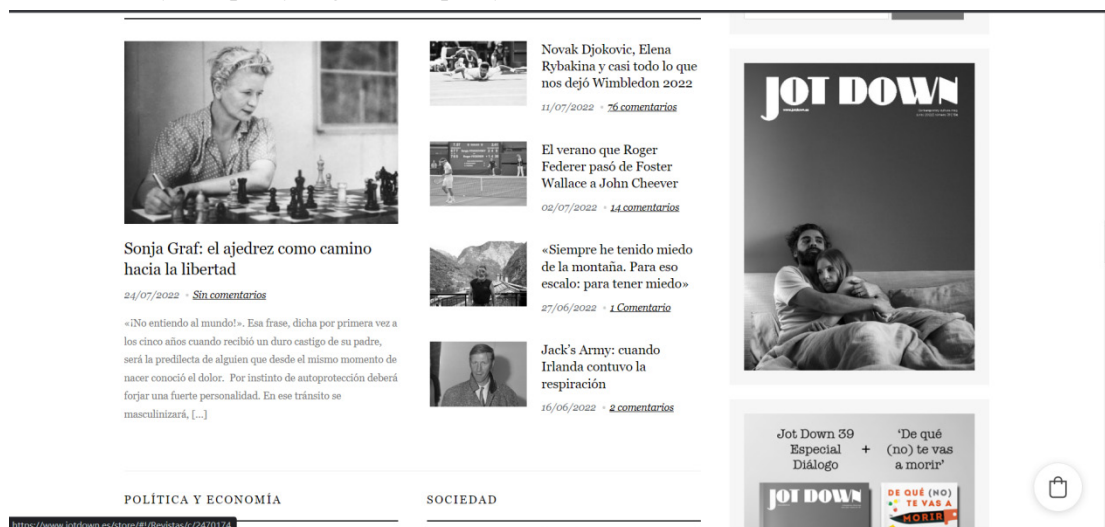 Sonja Graf: el ajedrez como camino
hacia la libertad
24/07/2022 • Sin comentarios
«¡No entiendo al mundo!». Esa frase, dicha por primera vez a
los cinco años cuando recibió un duro castigo de su padre,
será la predilecta de alguien que desde el mismo momento de
nacer conoció el dolor. Por instinto de autoprotección deberá
forjar una fuerte personalidad. En ese tránsito se
masculinizará, [...]
Novak Djokovic, Elena
Rybakina y casi todo lo que
nos dejó Wimbledon 2022
11/07/2022 • 76 comentarios
El verano que Roger
Federer pasó de Foster
Wallace a John Cheever
02/07/2022 • 14 comentarios
«Siempre he tenido miedo
de la montaña. Para eso
escalo: para tener miedo»
27/06/2022 • 1 Comentario
Jack's Army: cuando
Irlanda contuvo la
respiración
16/06/2022 • 2 comentarios
JOT DOWN
Jot Down 39
Especial
Diálogo
+
'De qué
(no) te vas
a morir'
JOT DOWN
DE QUÉ (NO)
TE VAS A
MORIR
POLÍTICA Y ECONOMÍA
SOCIEDAD
https://www.jotdown.es/store/#!/Revistas/c/2470174